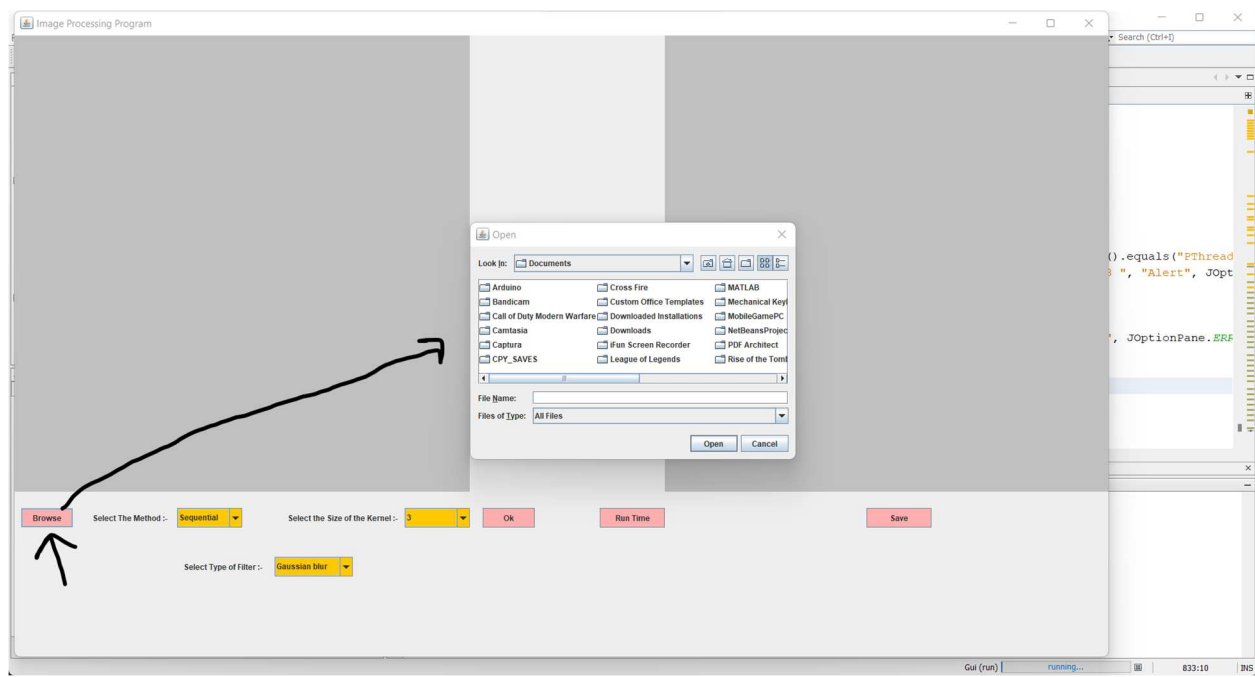 Image Processing Program
Search (Ctrl+I)
().equals("PThread
", "Alert", JOpt
", JOptionPane.ERR
Open
Look In: Documents
Arduino
Bandicam
Call of Duty Modern Warfare
Camtasia
Captura
CPY_SAVES
Cross Fire
Custom Office Templates
Downloaded Installations
Downloads
iFun Screen Recorder
League of Legends
MATLAB
Mechanical Keyl
MobileGamePC
NetBeansProjec
PDF Architect
Rise of the Toml
File Name:
Files of Type: All Files
Open Cancel
Browse Select The Method :- Sequential Select the Size of the Kernel :- 3 Ok Run Time Save
Select Type of Filter :- Gaussian blur
Gui (run) running... 833:10 INS